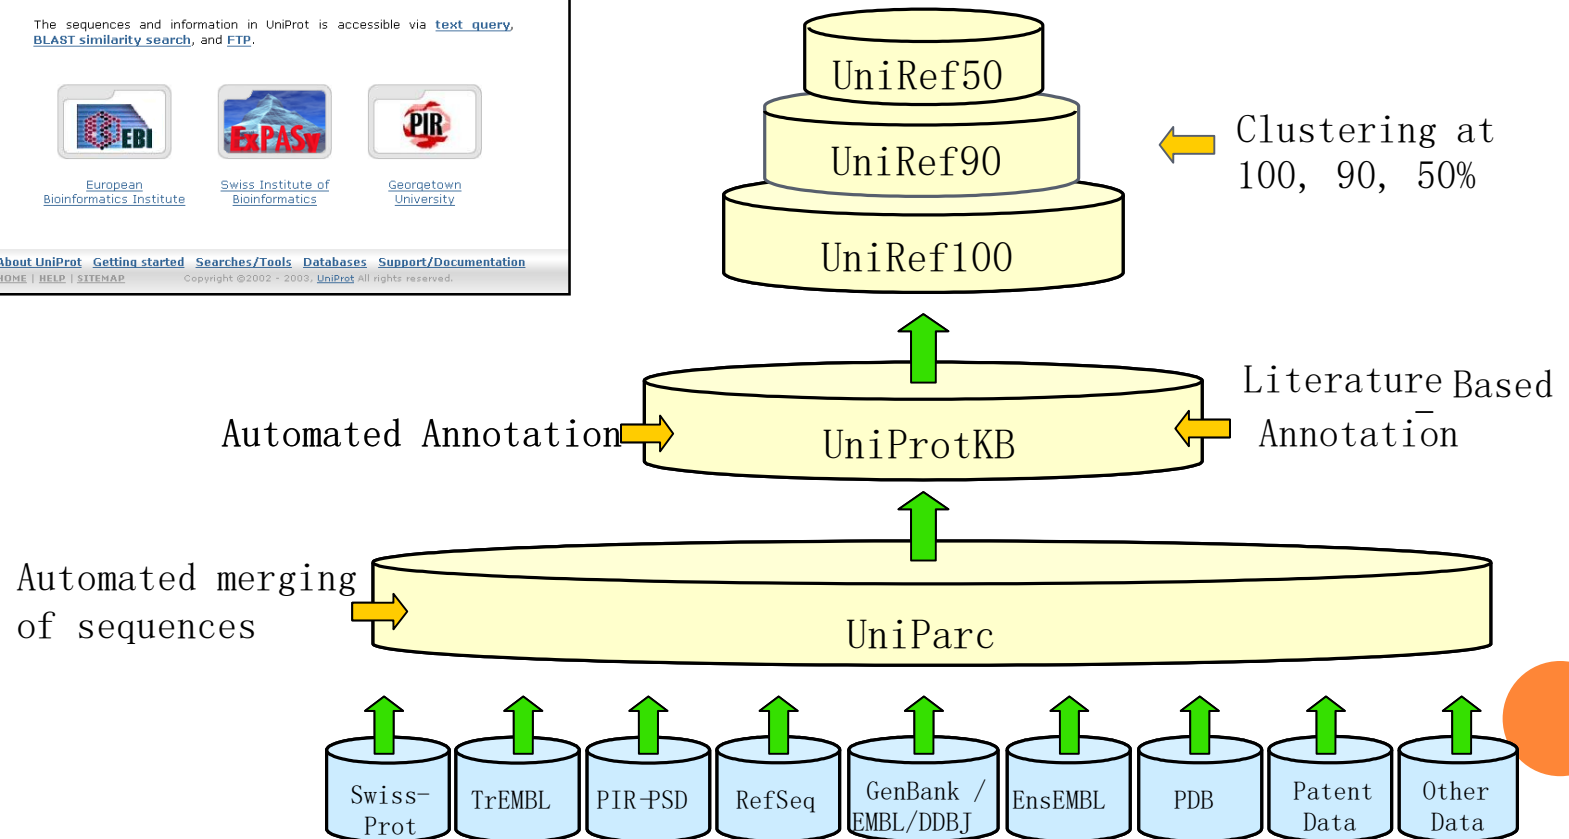 The sequences and information in UniProt is accessible via text query,
BLAST similarity search, and FTP.
EBI
ExPASy
PIR
European
Bioinformatics Institute
Swiss Institute of
Bioinformatics
Georgetown
University
About UniProt Getting started Searches/Tools Databases Support/Documentation
HOME | HELP | SITEMAP Copyright ©2002 - 2003, UniProt All rights reserved.
UniRef50
UniRef90
UniRef100
Clustering at
100, 90, 50%
Automated Annotation
UniProtKB
Literature Based
Annotation
Automated merging
of sequences
UniParc
Swiss-
Prot
TrEMBL
PIR-PSD
RefSeq
GenBank /
EMBL/DDBJ
EnsEMBL
PDB
Patent
Data
Other
Data